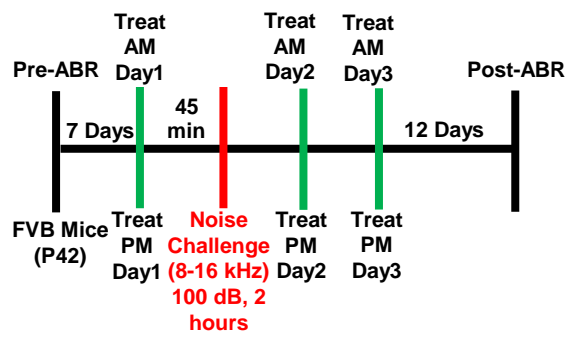 Pre-ABR
Treat
AM
Day1
Treat
AM
Day2
Treat
AM
Day3
Post-ABR
7 Days
45
min
12 Days
FVB Mice
(P42)
Treat
PM
Day1
Noise
Challenge
(8-16 kHz)
100 dB, 2
hours
Treat
PM
Day2
Treat
PM
Day3